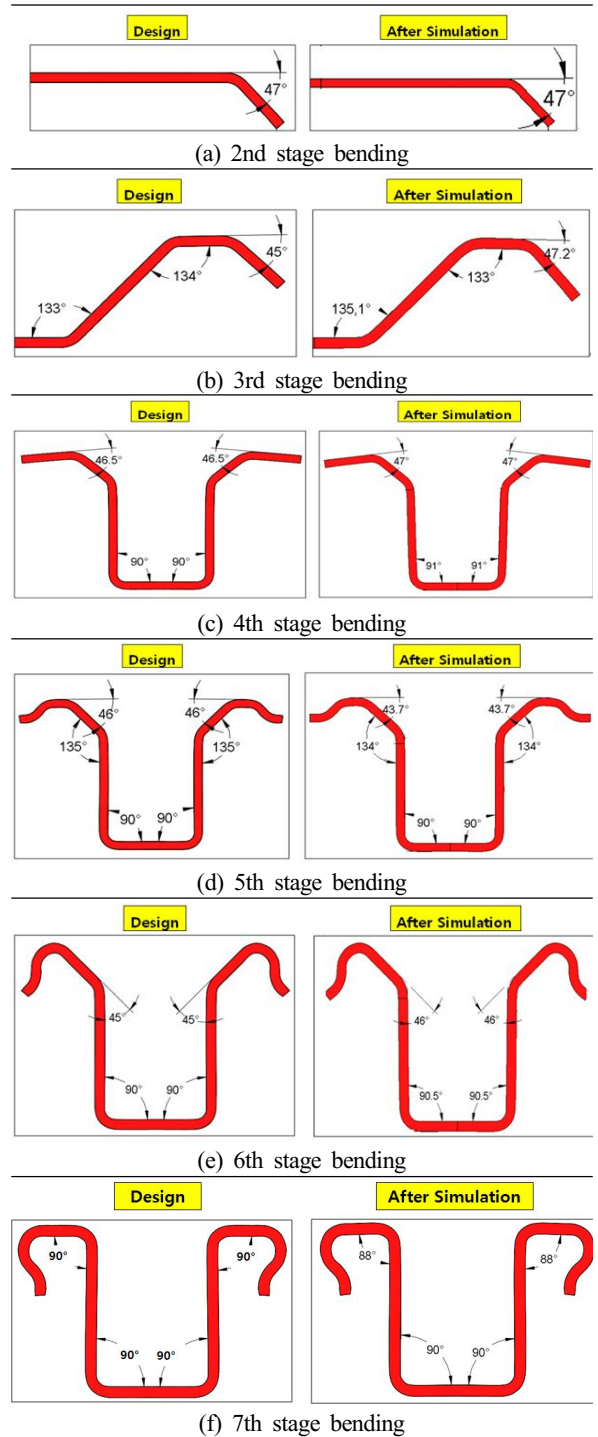 Design After Simulation
47° 47°
(a) 2nd stage bending
Design After Simulation
133° 134° 45° 135,1° 133° 47.2°
(b) 3rd stage bending
Design After Simulation
46.5° 46.5° 47° 47°
90° 90° 91° 91°
(c) 4th stage bending
Design After Simulation
46° 46° 43.7° 43.7°
135° 135° 134° 134°
90° 90° 90° 90°
(d) 5th stage bending
Design After Simulation
45° 45° 46° 46°
90° 90° 90.5° 90.5°
(e) 6th stage bending
Design After Simulation
90° 90° 88° 88°
90° 90° 90° 90°
(f) 7th stage bending